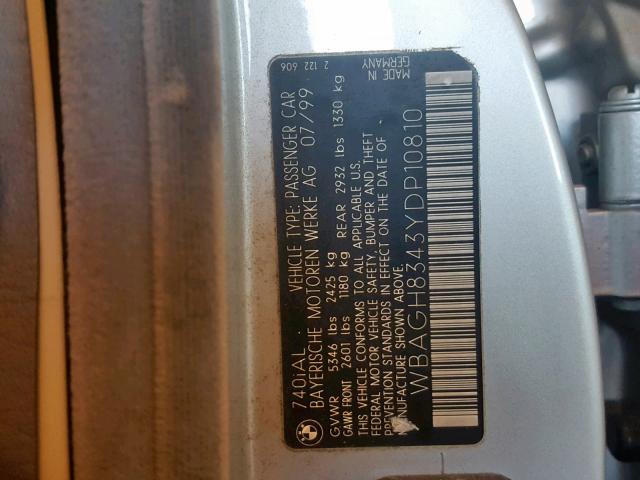 740iAL VEHICLE TYPE: PASSENGER CAR 2 122 606
BAYERISCHE MOTOREN WERKE AG 07/99
GVWR 5346 lbs 2425 kg
GAWR FRONT 2601 lbs 1180 kg REAR 2932 lbs 1330 kg
THIS VEHICLE CONFORMS TO ALL APPLICABLE U.S.
FEDERAL MOTOR VEHICLE SAFETY, BUMPER AND THEFT
PREVENTION STANDARDS IN EFFECT ON THE DATE OF
MANUFACTURE SHOWN ABOVE.
MADE IN
GERMANY
WBAGH8343YDP10810